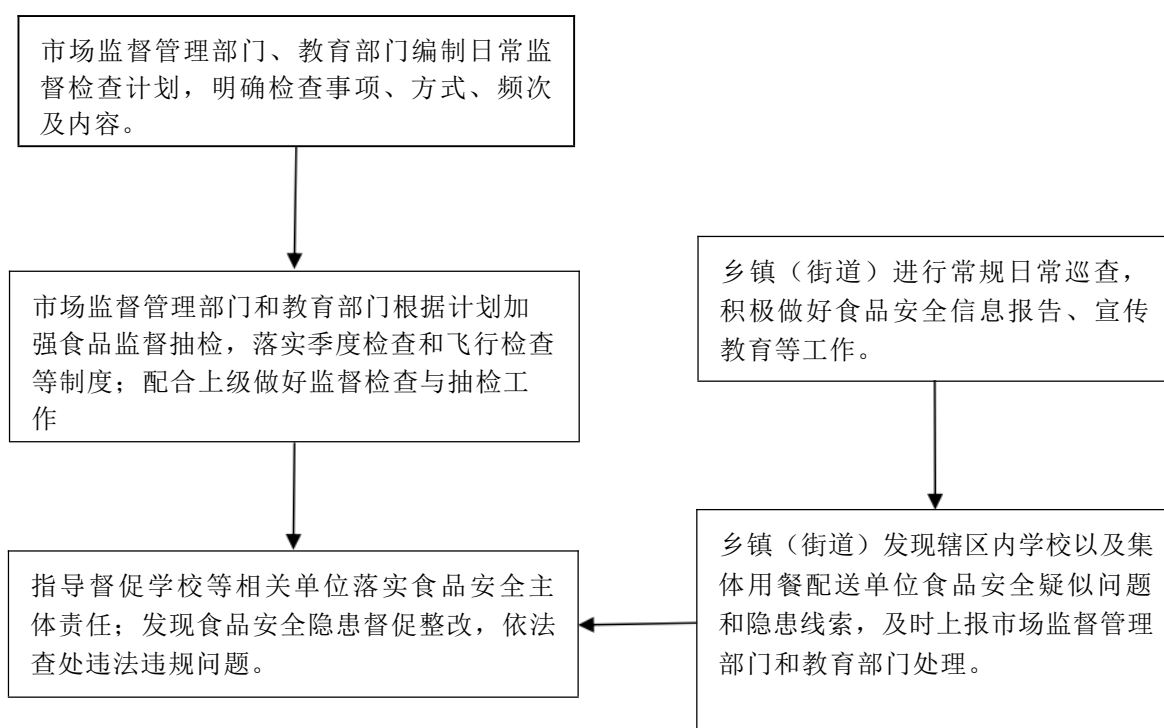 市场监督管理部门、教育部门编制日常监
督检查计划，明确检查事项、方式、频次
及内容。
市场监督管理部门和教育部门根据计划加
强食品监督抽检，落实季度检查和飞行检查
等制度；配合上级做好监督检查与抽检工
作
指导督促学校等相关单位落实食品安全主
体责任；发现食品安全隐患督促整改，依法
查处违法违规问题。
乡镇（街道）进行常规日常巡查，
积极做好食品安全信息报告、宣传
教育等工作。
乡镇（街道）发现辖区内学校以及集
体用餐配送单位食品安全疑似问题
和隐患线索，及时上报市场监督管理
部门和教育部门处理。